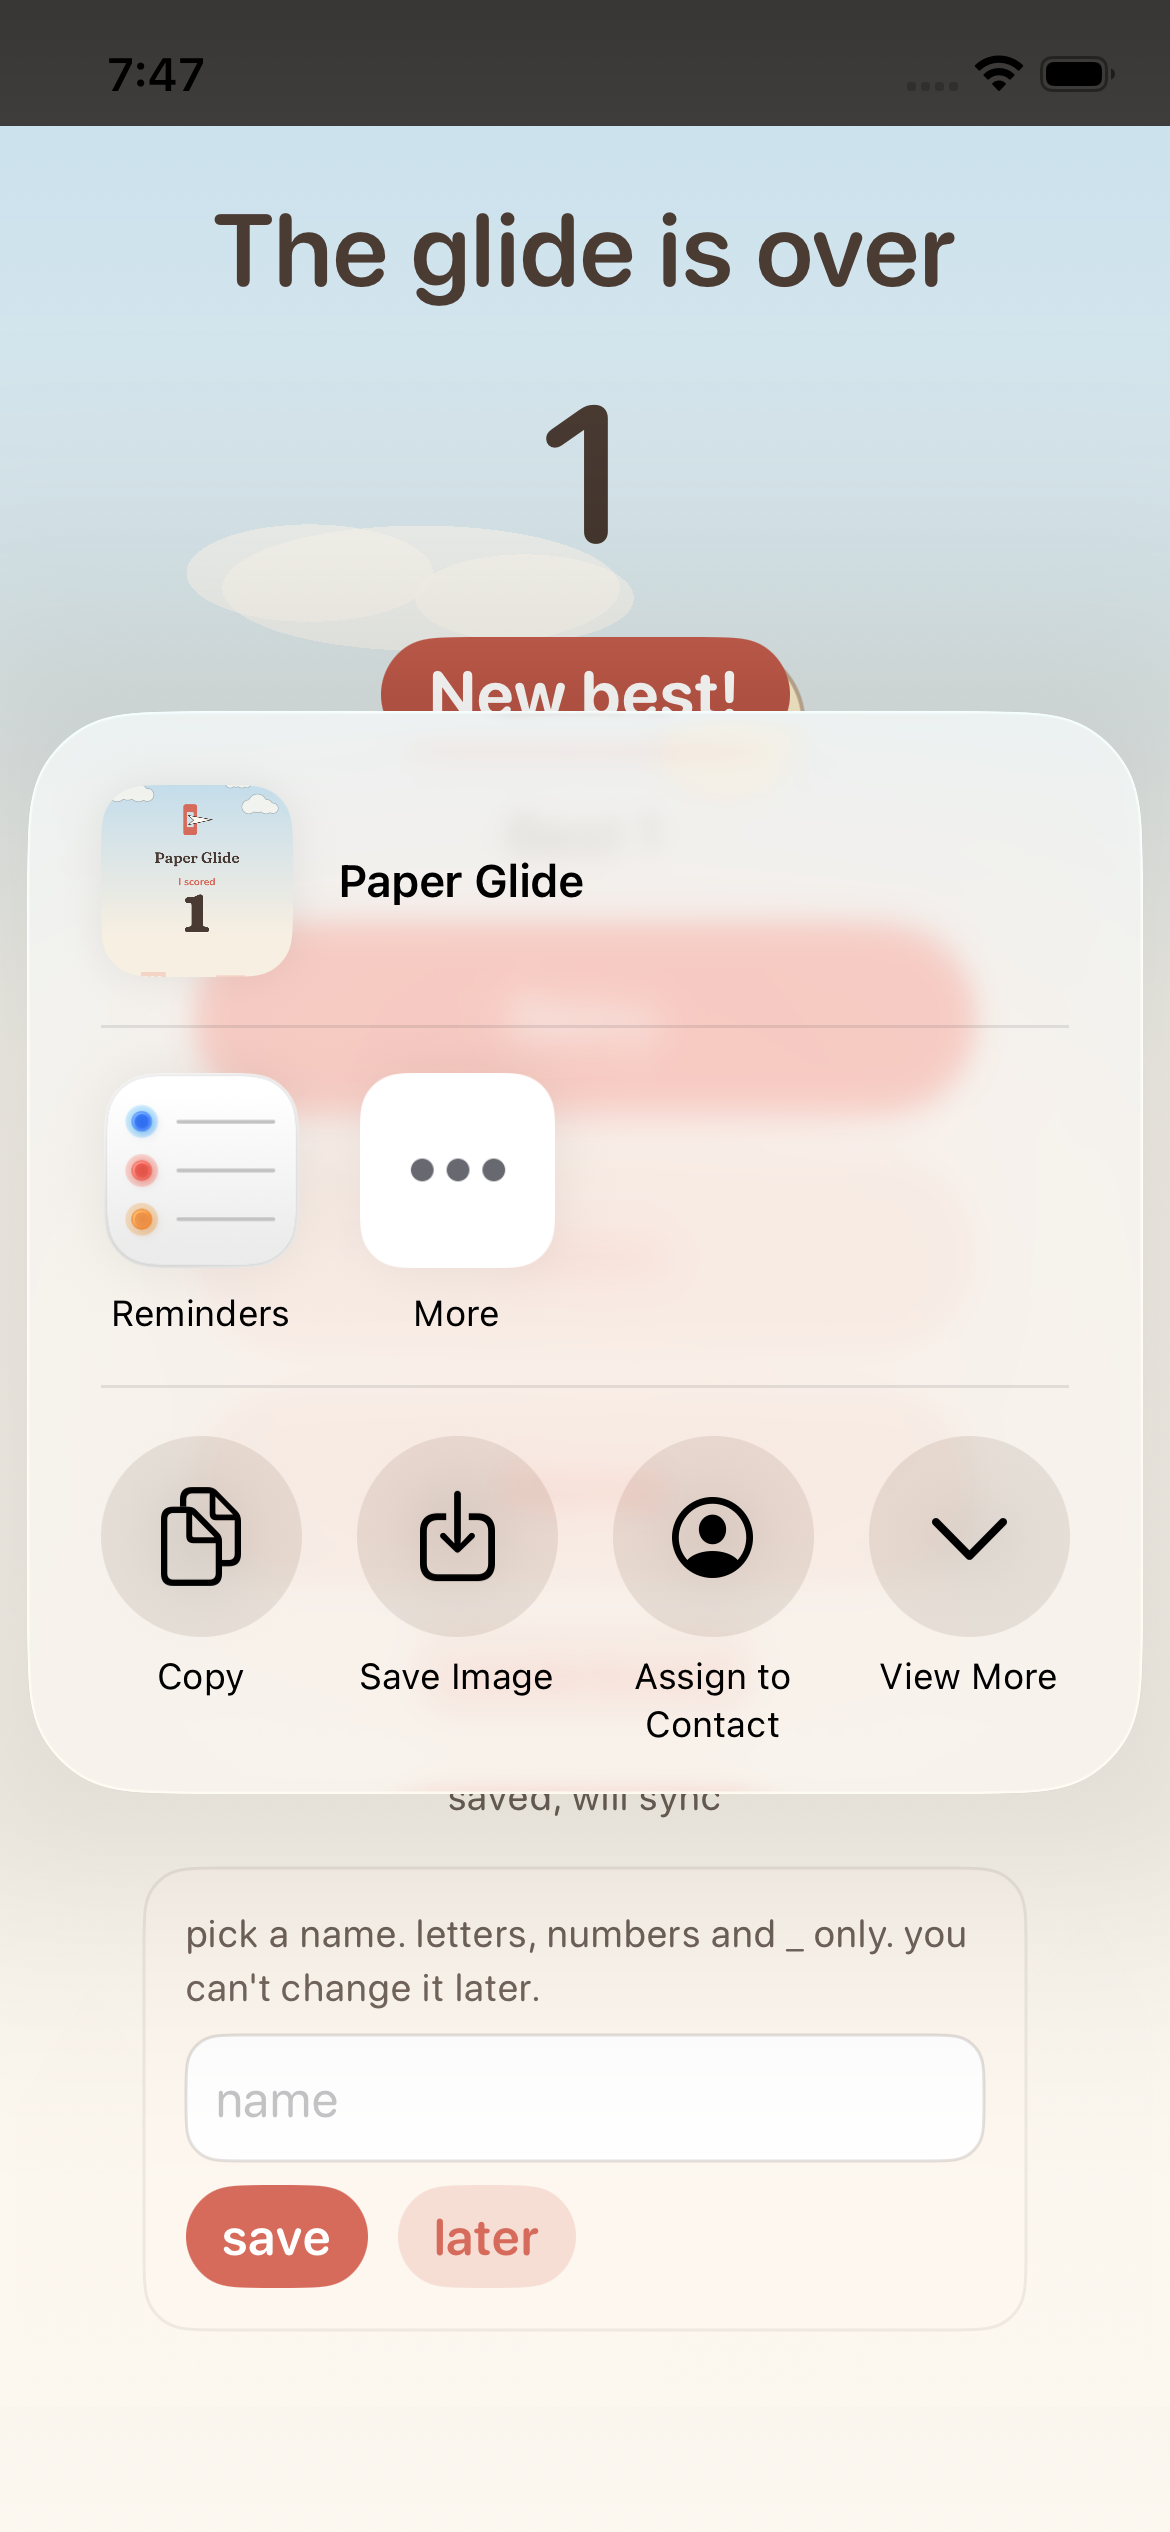 7:47
The glide is over
1
New best!
Paper Glide
I scored
1
Paper Glide
Reminders
More
Copy
Save Image
Assign to
Contact
View More
saved, will sync
pick a name. letters, numbers and _ only. you
can't change it later.
name
save
later